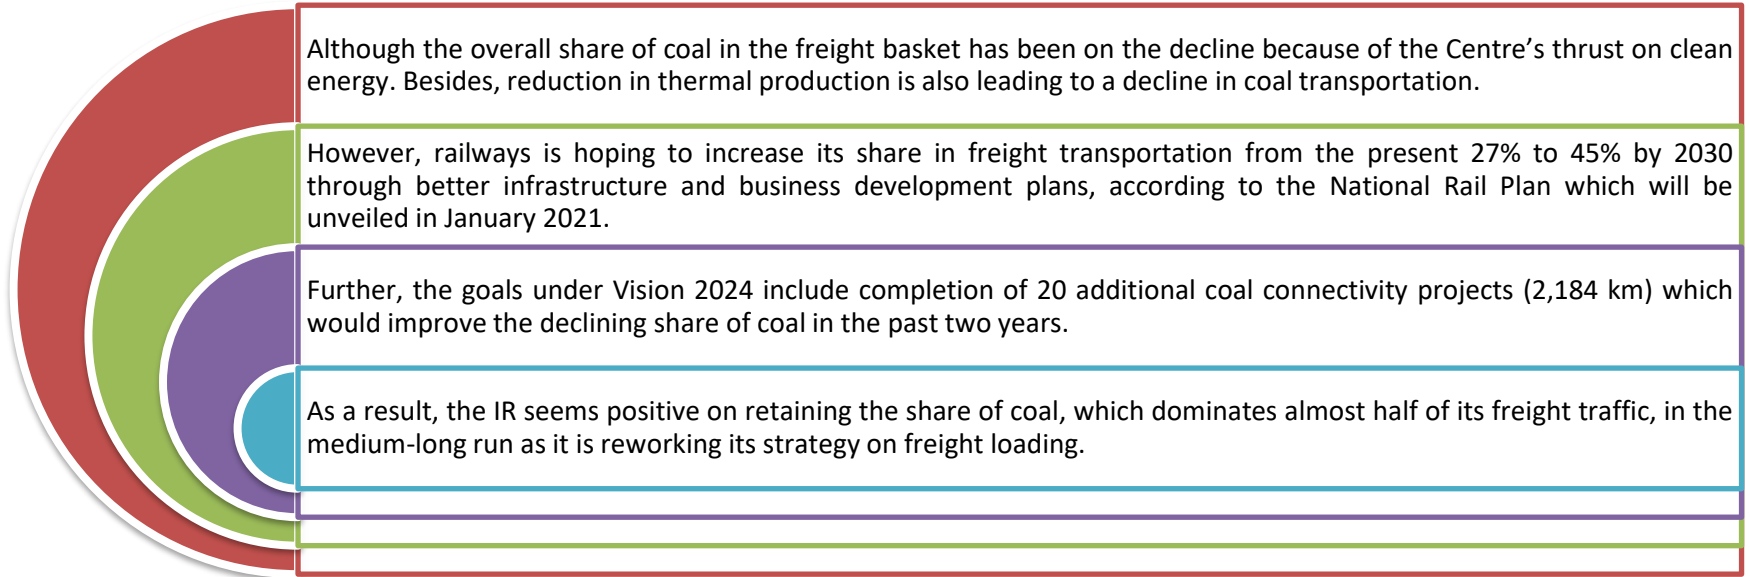 Although the overall share of coal in the freight basket has been on the decline because of the Centre’s thrust on clean
energy. Besides, reduction in thermal production is also leading to a decline in coal transportation.
However, railways is hoping to increase its share in freight transportation from the present 27% to 45% by 2030
through better infrastructure and business development plans, according to the National Rail Plan which will be
unveiled in January 2021.
Further, the goals under Vision 2024 include completion of 20 additional coal connectivity projects (2,184 km) which
would improve the declining share of coal in the past two years.
As a result, the IR seems positive on retaining the share of coal, which dominates almost half of its freight traffic, in the
medium-long run as it is reworking its strategy on freight loading.